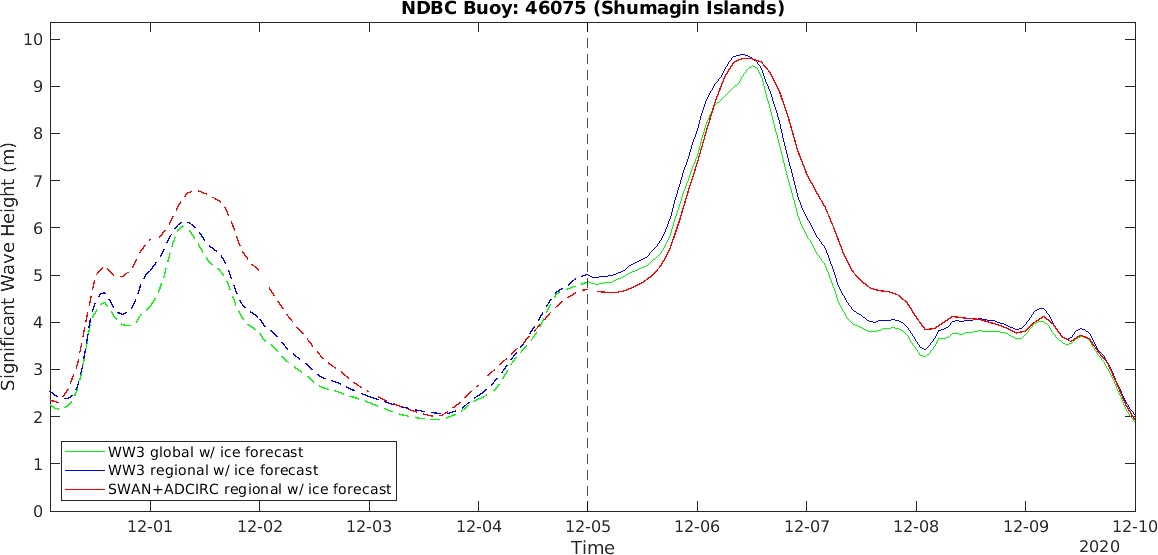 NDBC Buoy: 46075 (Shumagin Islands)
10
9
8
7
6
5
4
3
2
1
0
Significant Wave Height (m)
WW3 global w/ ice forecast
WW3 regional w/ ice forecast
SWAN+ADCIRC regional w/ ice forecast
12-01 12-02 12-03 12-04 12-05 12-06 12-07 12-08 12-09 12-10
Time
2020